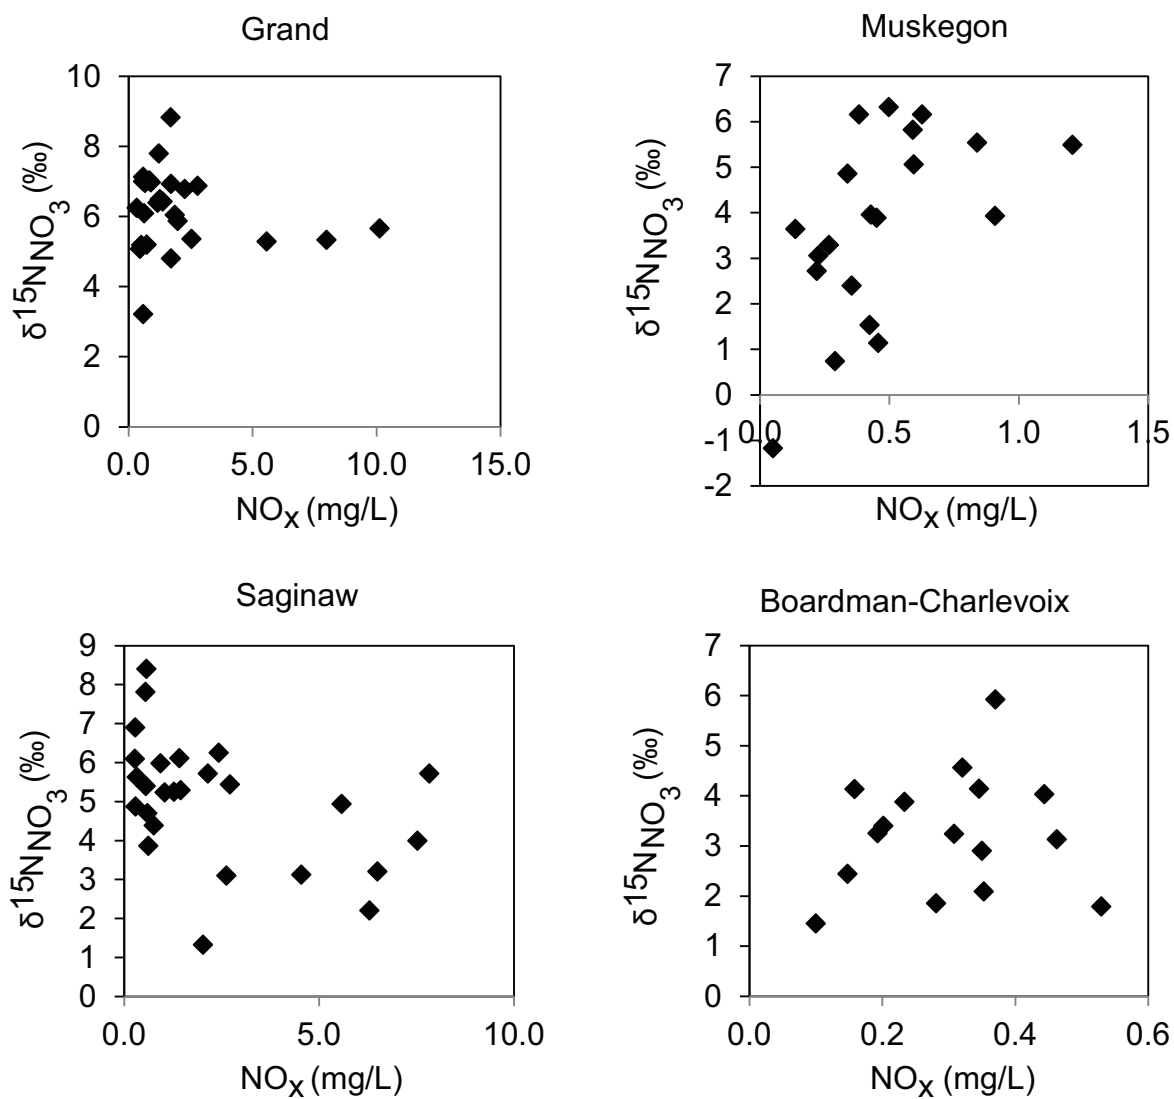 Grand
δ15NNO3 (‰)
10
8
6
4
2
0
0.0 5.0 10.0 15.0
NOx (mg/L)
Muskegon
δ15NNO3 (‰)
7
6
5
4
3
2
1
0
-1
-2
0.0 0.5 1.0 1.5
NOx (mg/L)
Saginaw
δ15NNO3 (‰)
9
8
7
6
5
4
3
2
1
0
0.0 5.0 10.0
NOx (mg/L)
Boardman-Charlevoix
δ15NNO3 (‰)
7
6
5
4
3
2
1
0
0.0 0.2 0.4 0.6
NOx (mg/L)